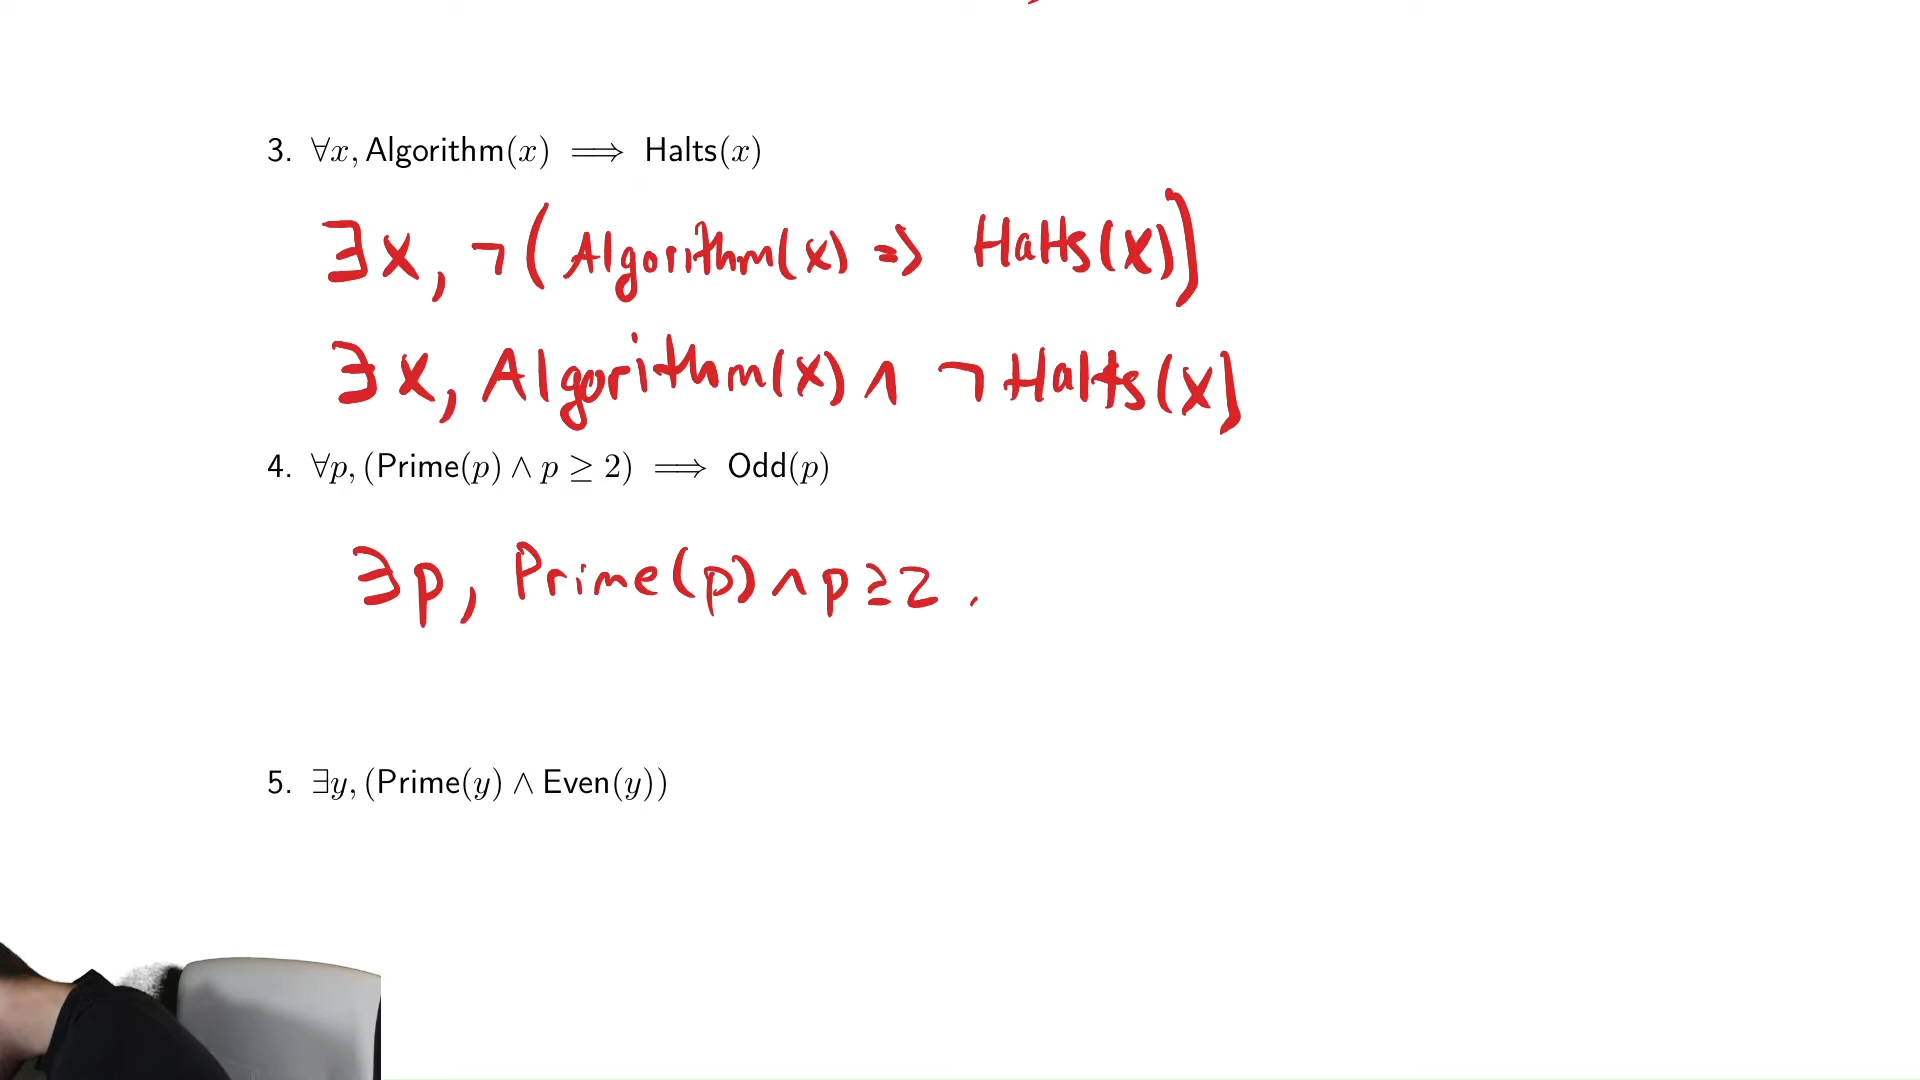 3. ∀x, Algorithm(x) ⟹ Halts(x)
∃x, ¬(Algorithm(x) => Halts(x))
∃x, Algorithm(x) ∧ ¬Halts(x)
4. ∀p, (Prime(p) ∧ p ≥ 2) ⟹ Odd(p)
∃p, Prime(p) ∧ p ≥ 2
5. ∃y, (Prime(y) ∧ Even(y))